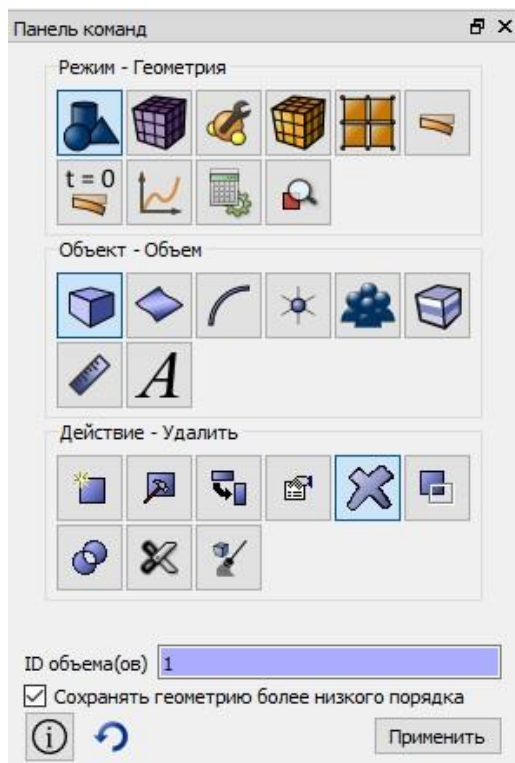 Панель команд
Режим - Геометрия
t = 0
Объект - Объем
A
Действие - Удалить
ID объема(ов) 1
Сохранять геометрию более низкого порядка
Применить